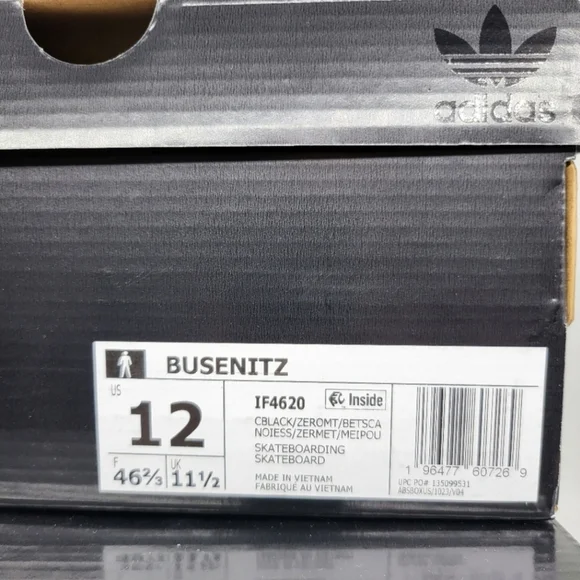 adidas
BUSENITZ
US
12
F
46⅔
UK
11½
IF4620
Inside
CBLACK/ZEROMT/BETSCA
NOIESS/ZERMET/MEIPOU
SKATEBOARDING
SKATEBOARD
MADE IN VIETNAM
FABRIQUÉ AU VIETNAM
1 96477 60726 9
UPC PO# 135099531